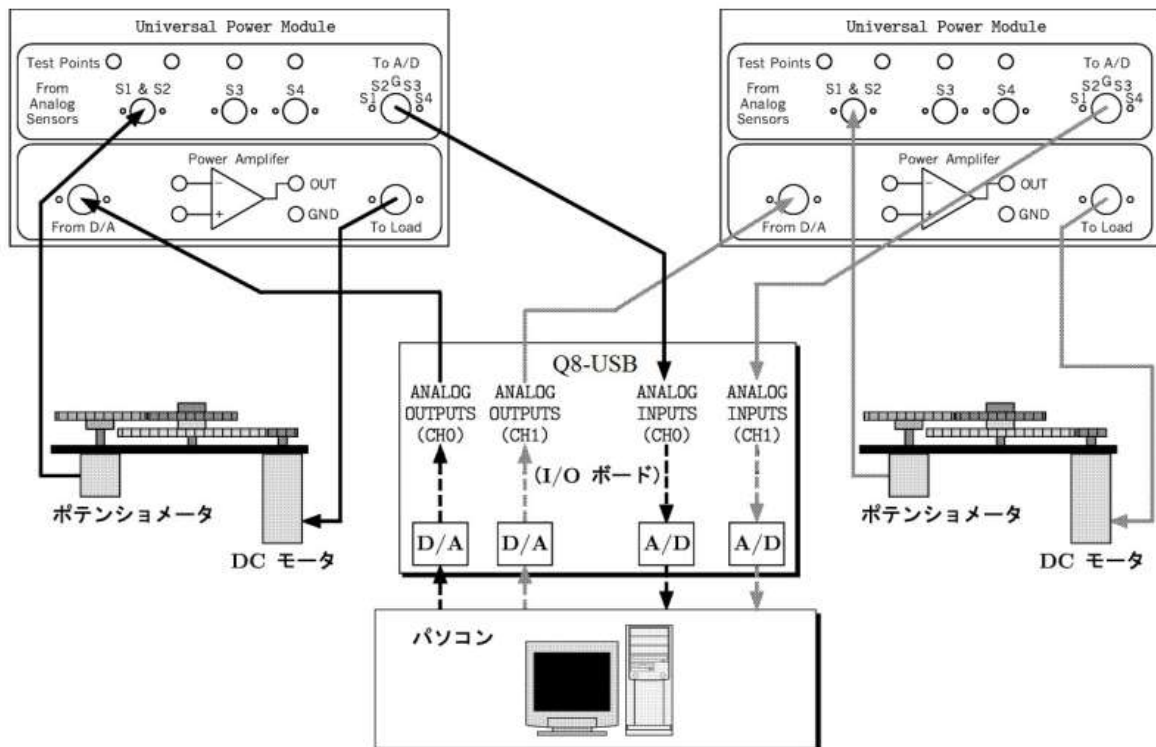 Universal Power Module
Test Points
To A/D
From
Analog
Sensors
S1 & S2
S3
S4
S1 S2 G S3 S4
Power Amplifer
OUT
GND
From D/A
To Load
Universal Power Module
Test Points
To A/D
From
Analog
Sensors
S1 & S2
S3
S4
S1 S2 G S3 S4
Power Amplifer
OUT
GND
From D/A
To Load
Q8-USB
ANALOG
OUTPUTS
(CH0)
ANALOG
OUTPUTS
(CH1)
ANALOG
INPUTS
(CH0)
ANALOG
INPUTS
(CH1)
(I/O ボード)
D/A
D/A
A/D
A/D
ポテンショメータ
DC モータ
ポテンショメータ
DC モータ
パソコン